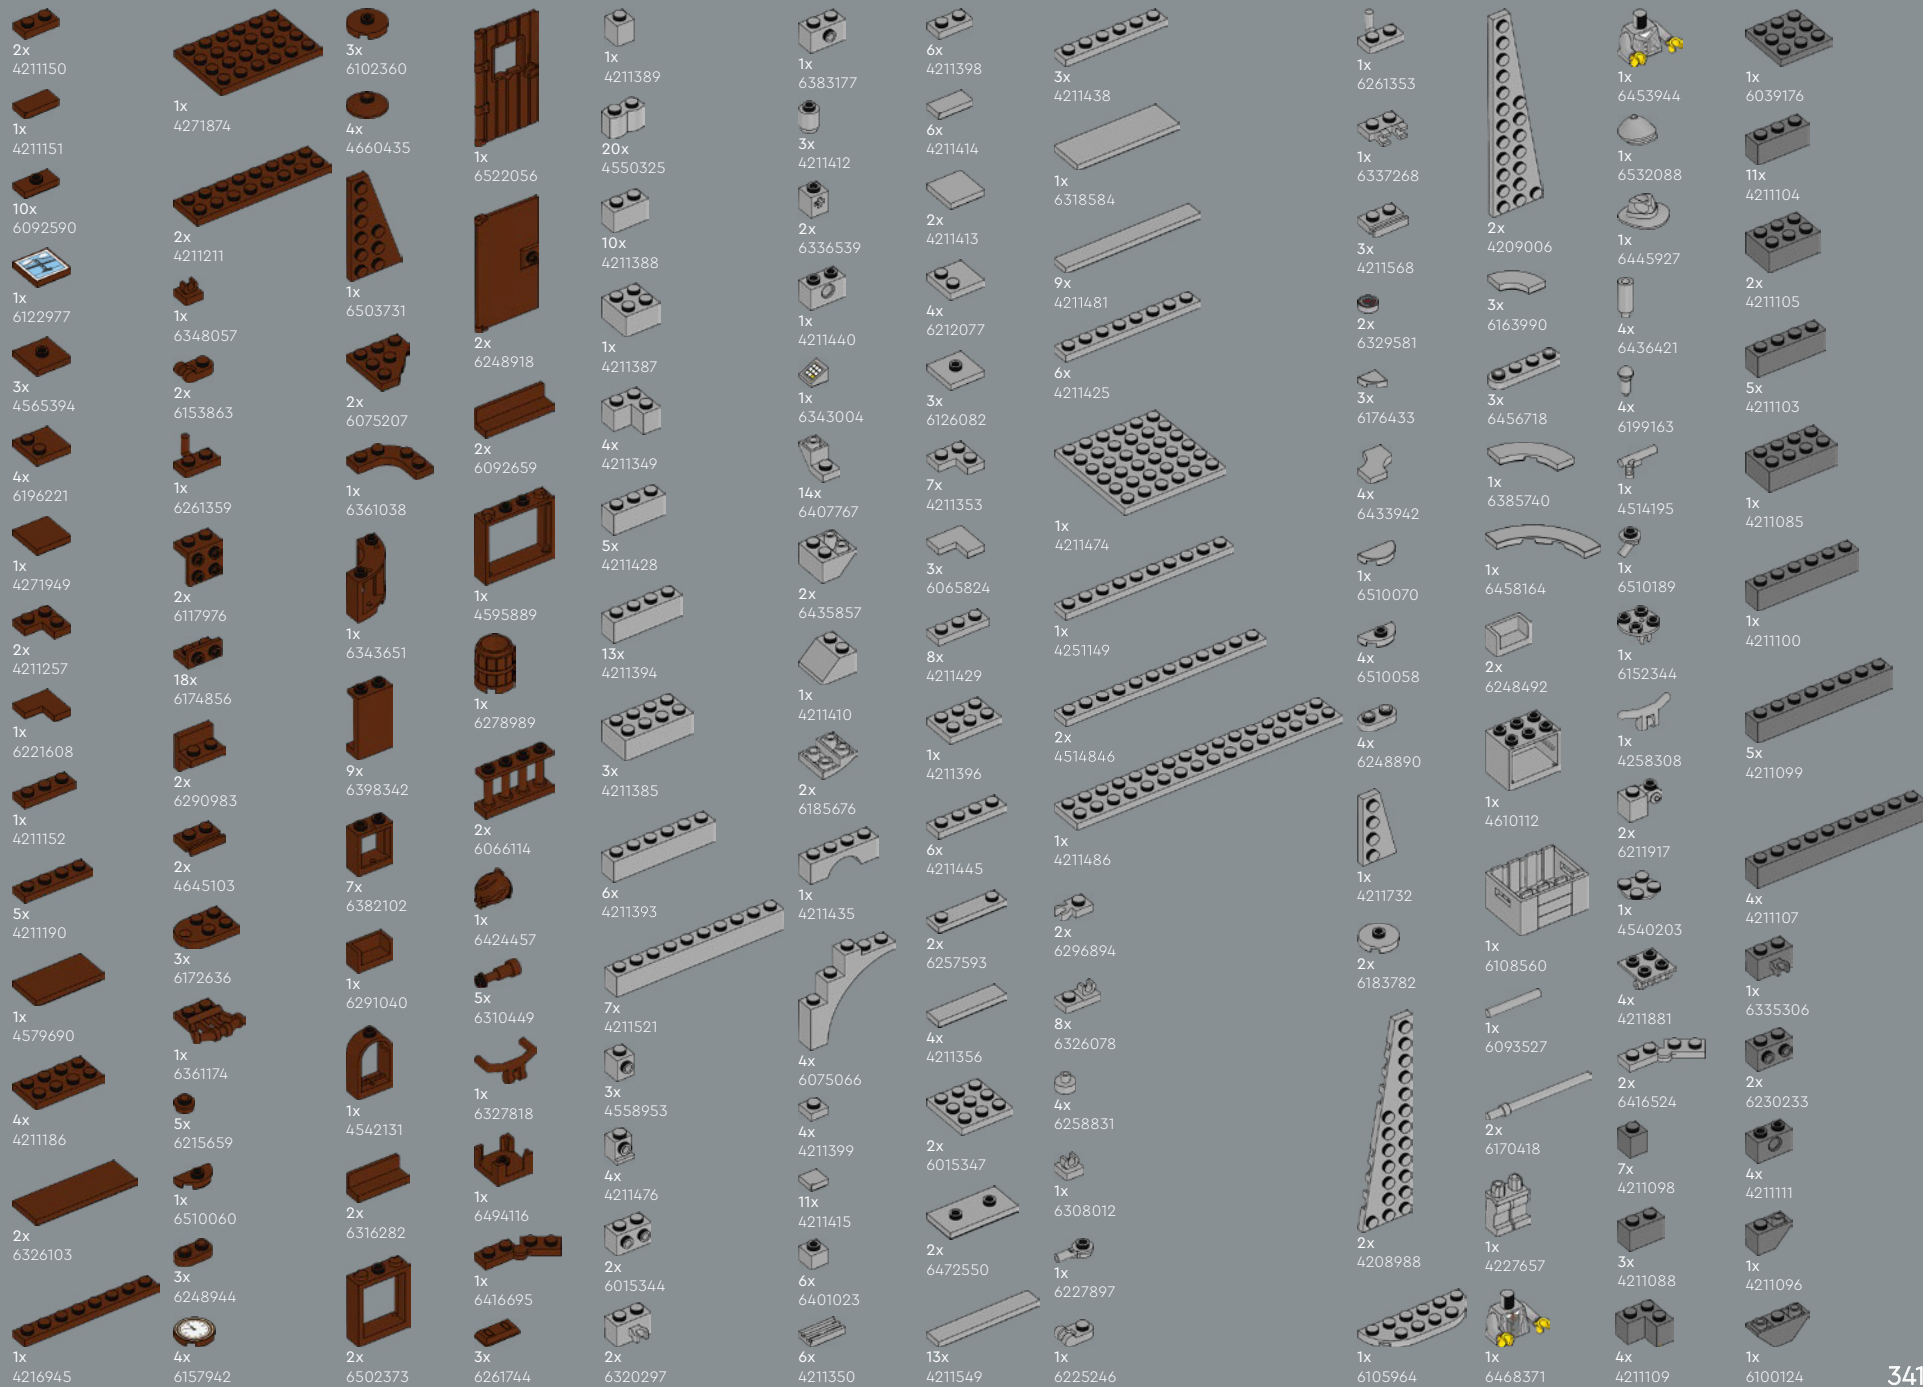 2x
4211150
1x
4211151
10x
6092590
1x
6122977
3x
4565394
4x
6196221
1x
4271949
2x
4211257
1x
6221608
1x
4211152
5x
4211190
1x
4579690
4x
4211186
2x
6326103
1x
4216945
1x
4271874
2x
4211211
1x
6348057
2x
6153863
1x
6261359
2x
6117976
18x
6174856
2x
6290983
2x
4645103
3x
6172636
1x
6361174
5x
6215659
1x
6510060
3x
6248944
4x
6157942
3x
6102360
4x
4660435
1x
6503731
2x
6075207
1x
6361038
1x
6343651
9x
6398342
7x
6382102
1x
6291040
1x
4542131
2x
6316282
2x
6502373
1x
6522056
2x
6248918
2x
6092659
1x
4595889
1x
6278989
2x
6066114
1x
6424457
5x
6310449
1x
6327818
1x
6494116
1x
6416695
3x
6261744
1x
4211389
20x
4550325
10x
4211388
1x
4211387
4x
4211349
5x
4211428
13x
4211394
3x
4211385
6x
4211393
7x
4211521
3x
4558953
4x
4211476
2x
6015344
2x
6320297
1x
6383177
3x
4211412
2x
6336539
1x
4211440
1x
6343004
14x
6407767
2x
6435857
1x
4211410
2x
6185676
1x
4211435
4x
6075066
4x
4211399
11x
4211415
6x
6401023
6x
4211350
6x
4211398
6x
4211414
2x
4211413
4x
6212077
3x
6126082
7x
4211353
3x
6065824
8x
4211429
1x
4211396
6x
4211445
2x
6257593
4x
4211356
2x
6015347
2x
6472550
13x
4211549
3x
4211438
1x
6318584
9x
4211481
6x
4211425
1x
4211474
1x
4251149
2x
4514846
1x
4211486
2x
6296894
8x
6326078
4x
6258831
1x
6308012
1x
6227897
1x
6225246
1x
6261353
1x
6337268
3x
4211568
2x
6329581
3x
6176433
4x
6433942
1x
6510070
4x
6510058
4x
6248890
1x
4211732
2x
6183782
2x
4208988
1x
6105964
2x
4209006
3x
6163990
3x
6456718
1x
6385740
1x
6458164
2x
6248492
1x
4610112
1x
6108560
1x
6093527
2x
6170418
1x
4227657
1x
6468371
1x
6453944
1x
6532088
1x
6445927
4x
6436421
4x
6199163
1x
4514195
1x
6510189
1x
6152344
1x
4258308
2x
6211917
1x
4540203
4x
4211881
2x
6416524
7x
4211098
3x
4211088
4x
4211109
1x
6039176
11x
4211104
2x
4211105
5x
4211103
1x
4211085
1x
4211100
5x
4211099
4x
4211107
1x
6335306
2x
6230233
4x
4211111
1x
4211096
1x
6100124
341